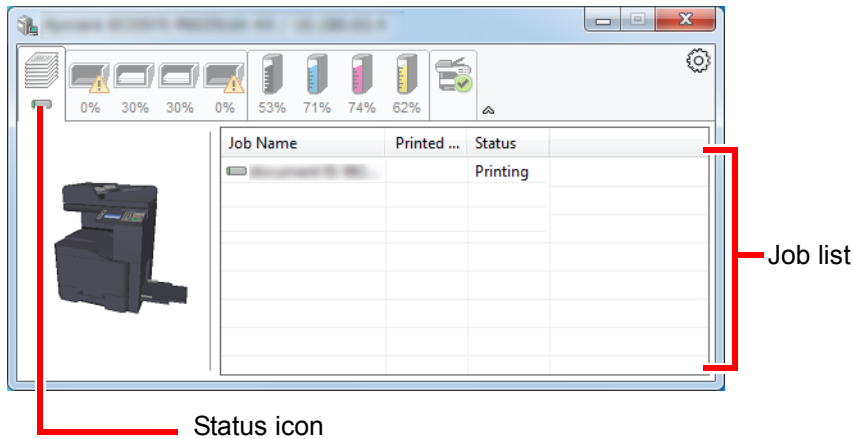 0% 30% 30% 0% 53% 71% 74% 62%
Job Name Printed ... Status
Printing
Job list
Status icon